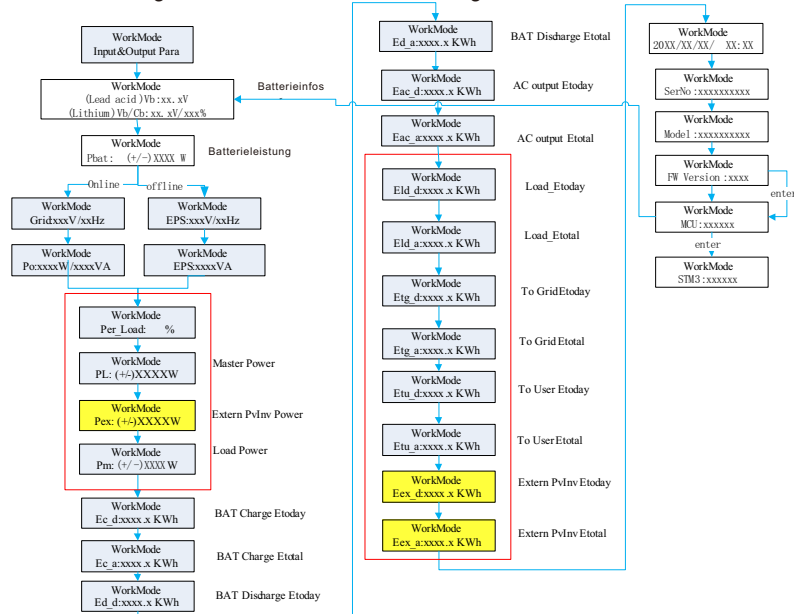 WorkMode
Input&Output Para
WorkMode
(Lead acid)Vb:xx.xV
(Lithium)Vb/Cb:xx.xV/xxx%
Batterieinfos
WorkMode
Pbat: (+/-)XXXX W
Batterieleistung
Online
offline
WorkMode
Grid:xxxV/xxHz
WorkMode
EPS:xxxV/xxHz
WorkMode
Po:xxxxW/xxxxVA
WorkMode
EPS:xxxxVA
WorkMode
Per_Load: %
WorkMode
PL: (+/-)XXXXW
Master Power
WorkMode
Pex: (+/-)XXXXW
Extern PvInv Power
WorkMode
Pm: (+/-)XXXX W
Load Power
WorkMode
Ec_d:xxxx.x KWh
BAT Charge Etoday
WorkMode
Ec_a:xxxx.x KWh
BAT Charge Etotal
WorkMode
Ed_d:xxxx.x KWh
BAT Discharge Etoday
WorkMode
Ed_a:xxxx.x KWh
BAT Discharge Etotal
WorkMode
Eac_d:xxxx.x KWh
AC output Etoday
WorkMode
Eac_a:xxxx.x KWh
AC output Etotal
WorkMode
Eld_d:xxxx.x KWh
Load_Etoday
WorkMode
Eld_a:xxxx.x KWh
Load_Etotal
WorkMode
Etg_d:xxxx.x KWh
To Grid Etoday
WorkMode
Etg_a:xxxx.x KWh
To Grid Etotal
WorkMode
Etu_d:xxxx.x KWh
To User Etoday
WorkMode
Etu_a:xxxx.x KWh
To User Etotal
WorkMode
Eex_d:xxxx.x KWh
Extern PvInv Etoday
WorkMode
Eex_a:xxxx.x KWh
Extern PvInv Etotal
WorkMode
20XX/XX/XX/ XX:XX
WorkMode
SerNo:xxxxxxxxxx
WorkMode
Model:xxxxxxxxxx
WorkMode
FW Version:xxxx
enter
WorkMode
MCU:xxxxxx
enter
WorkMode
STM3:xxxxxx